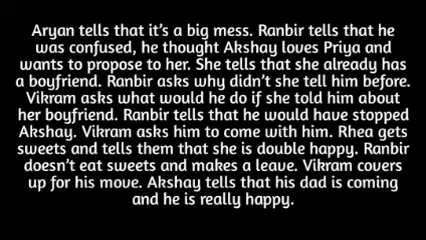 Aryan tells that it's a big mess. Ranbir tells that he
was confused, he thought Akshay loves Priya and
wants to propose to her. She tells that she already has
a boyfriend. Ranbir asks why didn't she tell him before.
Vikram asks what would he do if she told him about
her boyfriend. Ranbir tells that he would have stopped
Akshay. Vikram asks him to come with him. Rhea gets
sweets and tells them that she is double happy. Ranbir
doesn't eat sweets and makes a leave. Vikram covers
up for his move. Akshay tells that his dad is coming
and he is really happy.